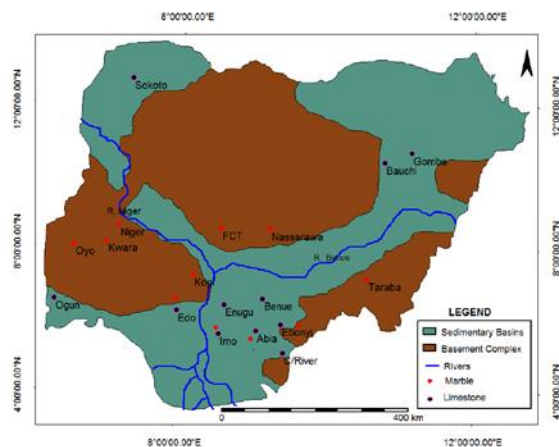 8°00'00.00"E
12°00'00.00"E
12°00'00.00"N
12°00'00.00"N
Sokoto
Gombe
Bauchi
R. Niger
Niger
FCT
Nassarawa
Oyo
Kwara
8°00'00.00"N
8°00'00.00"N
R. Benue
Kogi
Taraba
Ogun
Edo
Enugu
Benue
Ebonyi
Imo
Abia
C/River
LEGEND
Sedimentary Basins
Basement Complex
Rivers
Marble
Limestone
4°00'00.00"N
4°00'00.00"N
0
400 km
8°00'00.00"E
12°00'00.00"E